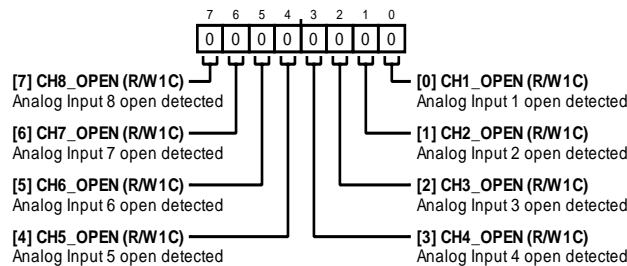 7 6 5 4 3 2 1 0
0 0 0 0 0 0 0 0
[7] CH8_OPEN (R/W1C)
Analog Input 8 open detected
[6] CH7_OPEN (R/W1C)
Analog Input 7 open detected
[5] CH6_OPEN (R/W1C)
Analog Input 6 open detected
[4] CH5_OPEN (R/W1C)
Analog Input 5 open detected
[0] CH1_OPEN (R/W1C)
Analog Input 1 open detected
[1] CH2_OPEN (R/W1C)
Analog Input 2 open detected
[2] CH3_OPEN (R/W1C)
Analog Input 3 open detected
[3] CH4_OPEN (R/W1C)
Analog Input 4 open detected